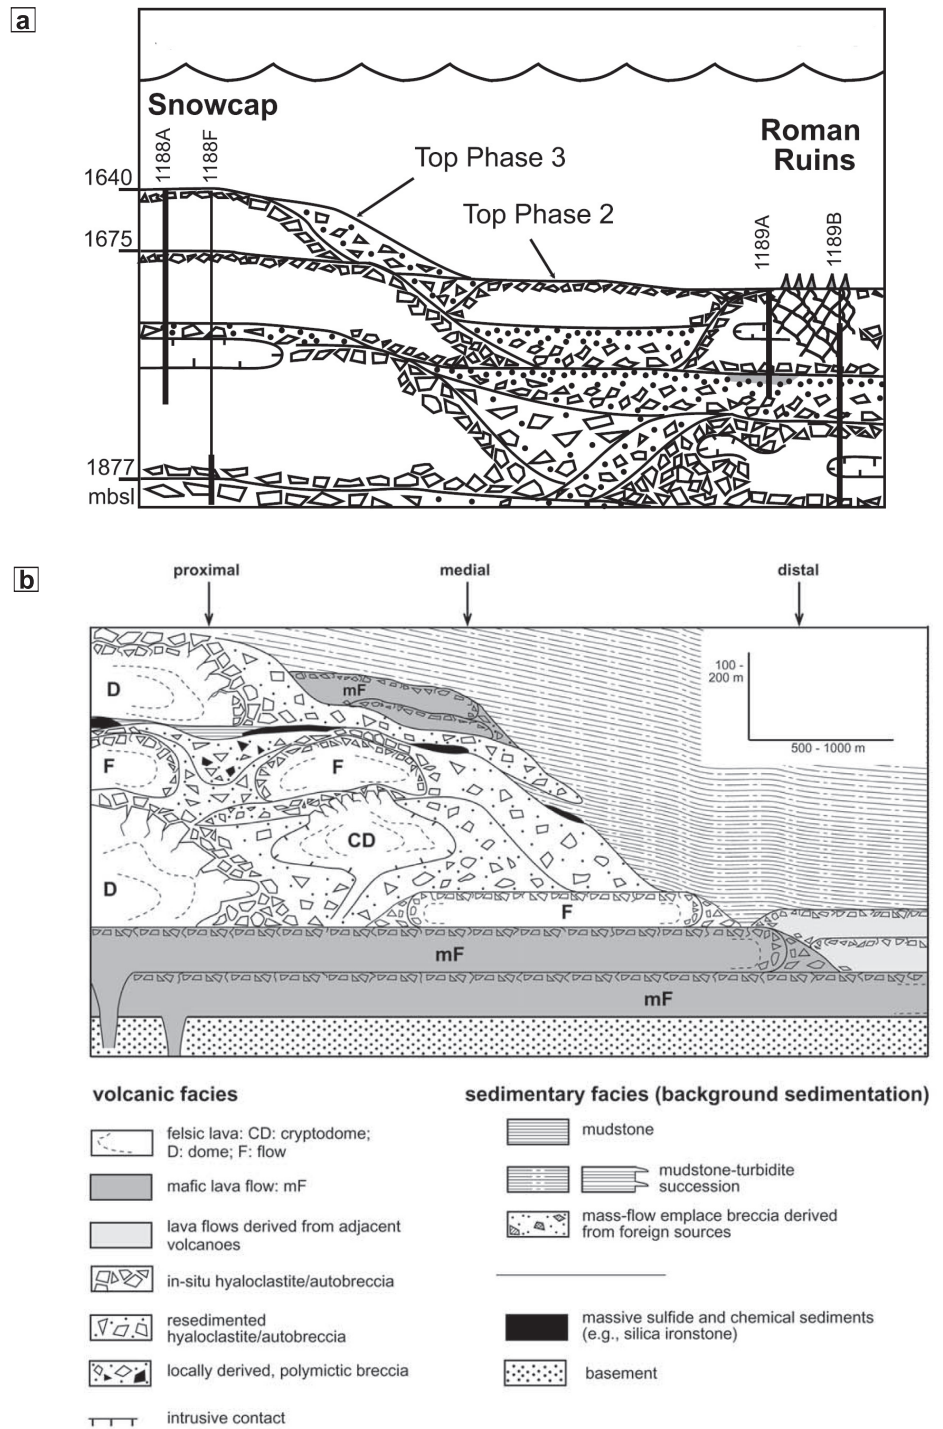 a
Snowcap
1188A
1188F
Roman
Ruins
Top Phase 3
1640
Top Phase 2
1675
1189A
1189B
1877
mbsl
b
proximal
medial
distal
100 -
200 m
500 - 1000 m
D
mF
F
F
CD
D
F
mF
mF
volcanic facies
felsic lava: CD: cryptodome;
D: dome; F: flow
mafic lava flow: mF
lava flows derived from adjacent
volcanoes
in-situ hyaloclastite/autobreccia
resedimented
hyaloclastite/autobreccia
locally derived, polymictic breccia
intrusive contact
sedimentary facies (background sedimentation)
mudstone
mudstone-turbidite
succession
mass-flow emplace breccia derived
from foreign sources
massive sulfide and chemical sediments
(e.g., silica ironstone)
basement